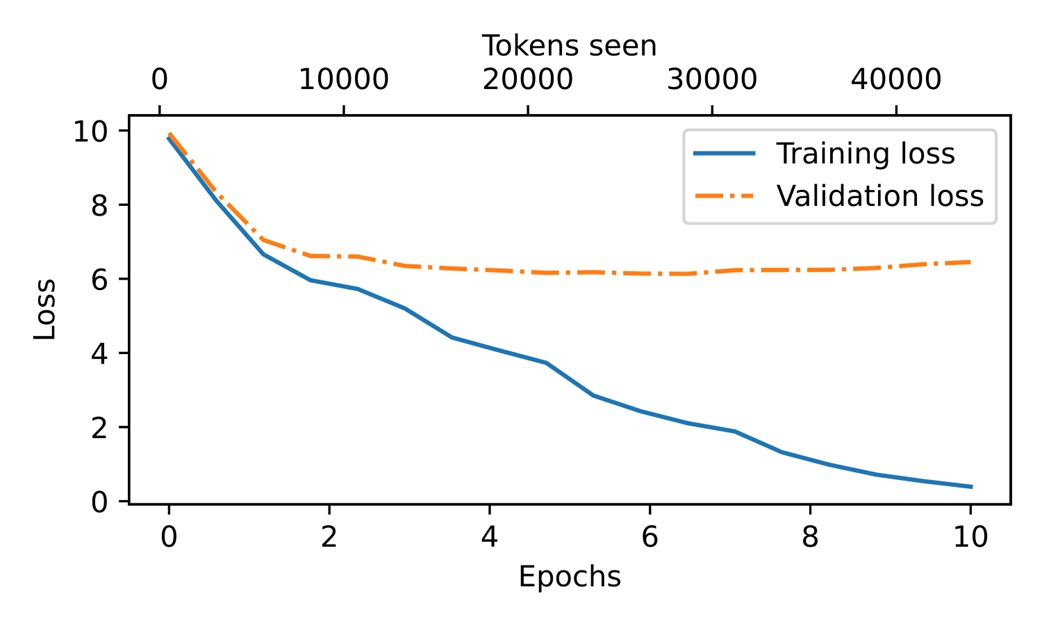 Tokens seen
0 10000 20000 30000 40000
10
8
6
4
2
0
Loss
Training loss
Validation loss
0 2 4 6 8 10
Epochs